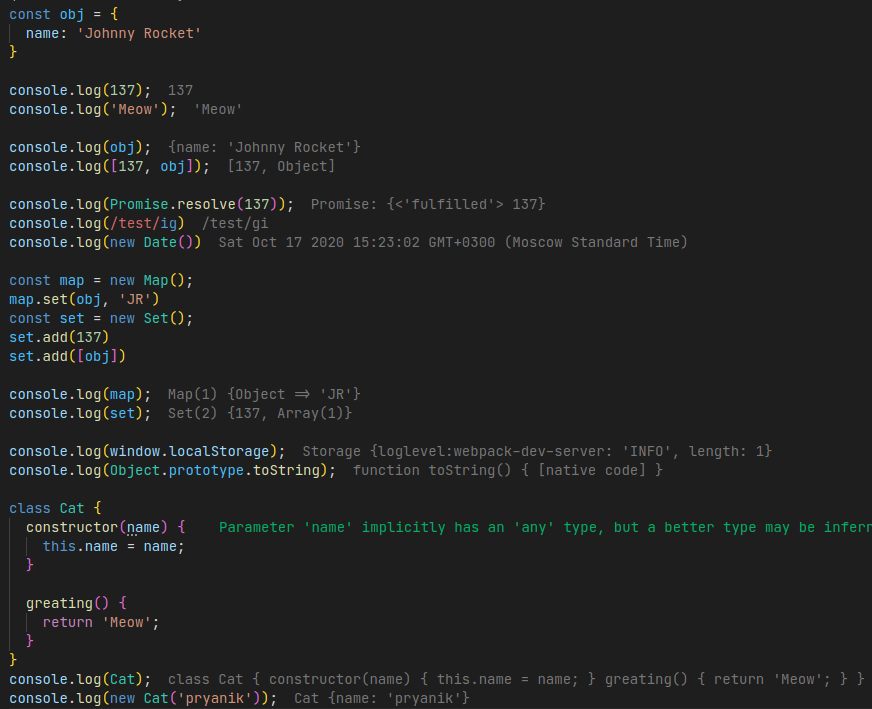 const obj = {
  name: 'Johnny Rocket'
}
console.log(137);  137
console.log('Meow');  'Meow'
console.log(obj);  {name: 'Johnny Rocket'}
console.log([137, obj]);  [137, Object]
console.log(Promise.resolve(137));  Promise: {<'fulfilled'> 137}
console.log(/test/ig)  /test/gi
console.log(new Date())  Sat Oct 17 2020 15:23:02 GMT+0300 (Moscow Standard Time)
const map = new Map();
map.set(obj, 'JR')
const set = new Set();
set.add(137)
set.add([obj])
console.log(map);  Map(1) {Object => 'JR'}
console.log(set);  Set(2) {137, Array(1)}
console.log(window.localStorage);  Storage {loglevel:webpack-dev-server: 'INFO', length: 1}
console.log(Object.prototype.toString);  function toString() { [native code] }
class Cat {
  constructor(name) {    Parameter 'name' implicitly has an 'any' type, but a better type may be
    this.name = name;
  }
  greating() {
    return 'Meow';
  }
}
console.log(Cat);  class Cat { constructor(name) { this.name = name; } greating() { return 'Meow'; } }
console.log(new Cat('pryanik'));  Cat {name: 'pryanik'}